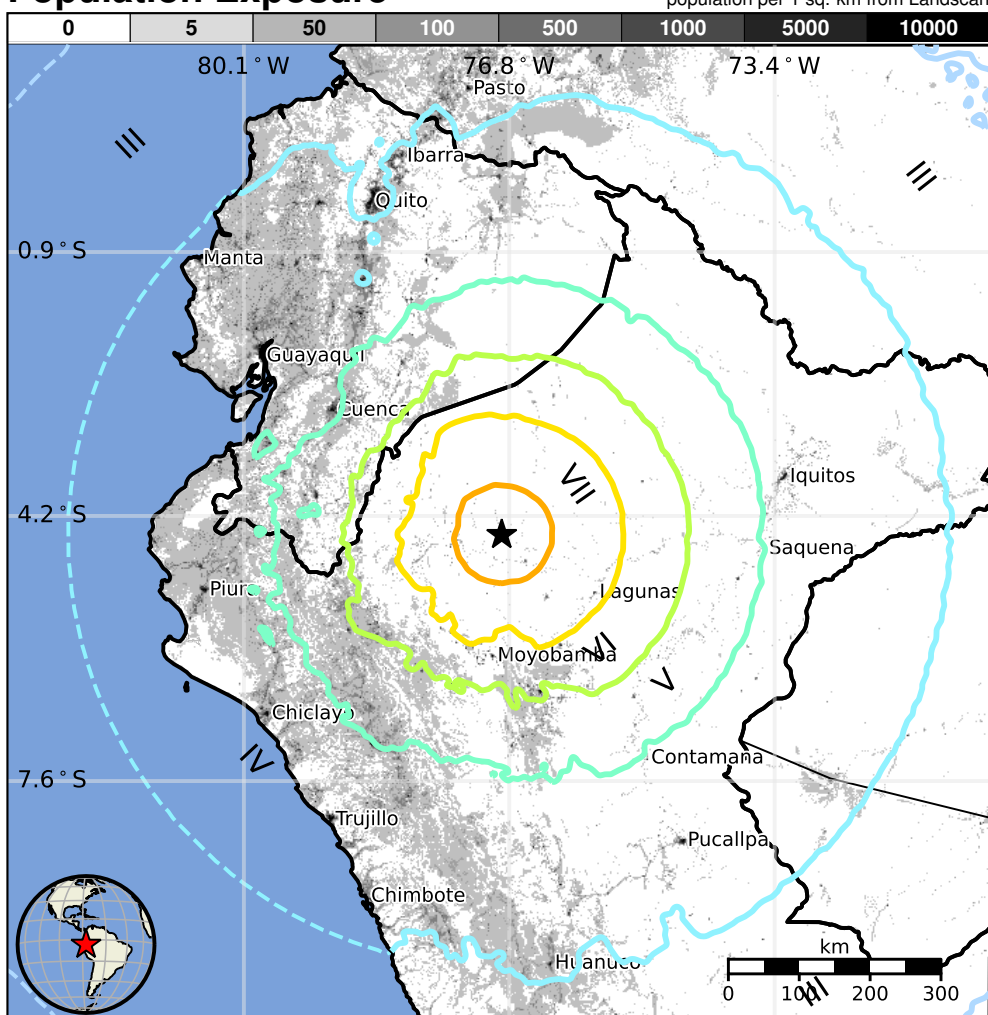 Population Exposure
population per 1 sq. km from Landscan
0 5 50 100 500 1000 5000 10000
80.1°W 76.8°W 73.4°W
Pasto
III
III
Ibarra
Quito
0.9°S
Manta
Guayaquil
Cuenca
VII
Iquitos
4.2°S
Saquena
Piura
Lagunas
VI
Moyobamba
V
Chiclayo
IV
Contamana
7.6°S
Trujillo
Pucallpa
Chimbote
km
Huanuco
III
0 100 200 300